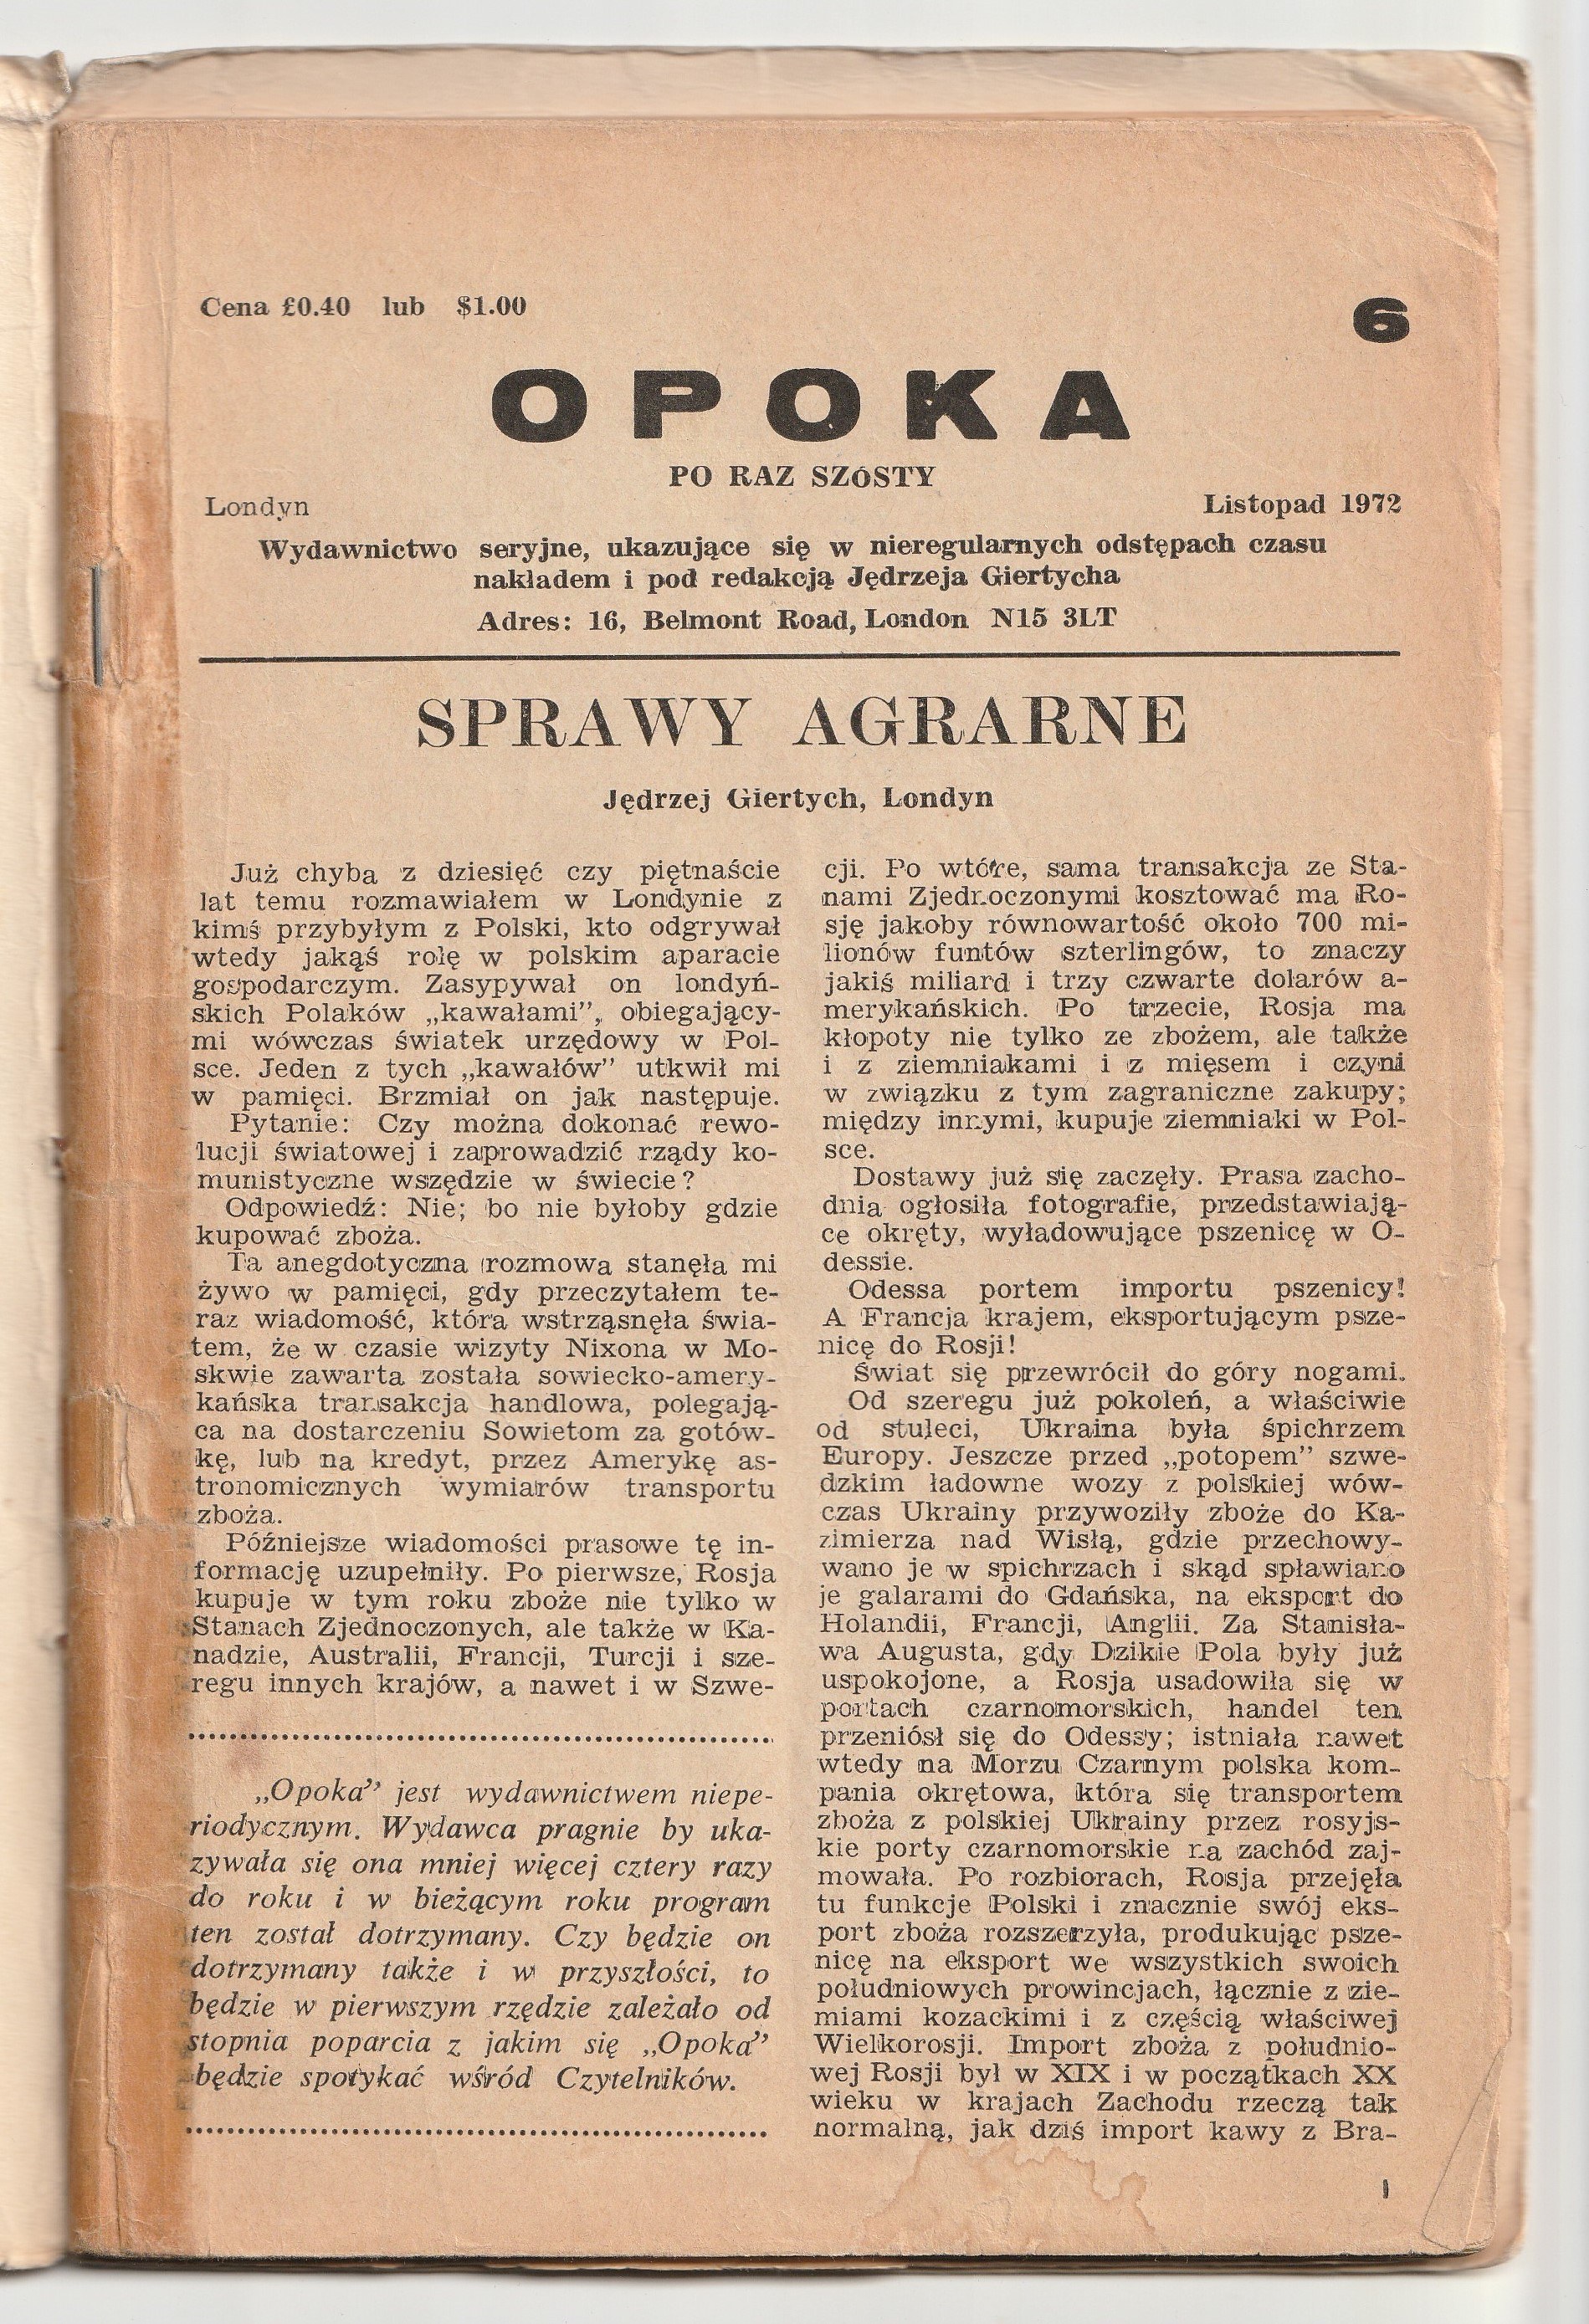 Cena £0.40 lub $1.00
6
OPOKA
PO RAZ SZÓSTY
Londyn
Listopad 1972
Wydawnictwo seryjne, ukazujące się w nieregularnych odstępach czasu
nakładem i pod redakcją Jędrzeja Giertycha
Adres: 16, Belmont Road, London N15 3LT
SPRAWY AGRARNE
Jędrzej Giertych, Londyn
Już chyba z dziesięć czy piętnaście
lat temu rozmawiałem w Londynie z
kimś przybyłym z Polski, kto odgrywał
wtedy jakąś rolę w polskim aparacie
gospodarczym. Zasypywał on londyń-
skich Polaków „kawałami”, obiegający-
mi wówczas światek urzędowy w Pol-
sce. Jeden z tych „kawałów” utkwił mi
w pamięci. Brzmiał on jak następuje.
Pytanie: Czy można dokonać rewo-
lucji światowej i zaprowadzić rządy ko-
munistyczne wszędzie w świecie?
Odpowiedź: Nie; bo nie byłoby gdzie
kupować zboża.
Ta anegdotyczna rozmowa stanęła mi
żywo w pamięci, gdy przeczytałem te-
raz wiadomość, która wstrząsnęła świa-
tem, że w czasie wizyty Nixona w Mo-
skwie zawarta została sowiecko-amery-
kańska transakcja handlowa, polegają-
ca na dostarczeniu Sowietom za gotów-
kę, lub na kredyt, przez Amerykę as-
tronomicznych wymiarów transportu
zboża.
Późniejsze wiadomości prasowe tę in-
formację uzupełniły. Po pierwsze, Rosja
kupuje w tym roku zboże nie tylko w
Stanach Zjednoczonych, ale także w Ka-
nadzie, Australii, Francji, Turcji i sze-
regu innych krajów, a nawet i w Szwe-
„Opoka” jest wydawnictwem niepe-
riodycznym. Wydawca pragnie by uka-
zywała się ona mniej więcej cztery razy
do roku i w bieżącym roku program
ten został dotrzymany. Czy będzie on
dotrzymany także i w przyszłości, to
będzie w pierwszym rzędzie zależało od
stopnia poparcia z jakim się „Opoka”
będzie spotykać wśród Czytelników.
cji. Po wtóre, sama transakcja ze Sta-
nami Zjednoczonymi kosztować ma Ro-
sję jakoby równowartość około 700 mi-
lionów funtów szterlingów, to znaczy
jakiś miliard i trzy czwarte dolarów a-
merykańskich. Po trzecie, Rosja ma
kłopoty nie tylko ze zbożem, ale także
i z ziemniakami i z mięsem i czyni
w związku z tym zagraniczne zakupy;
między innymi, kupuje ziemniaki w Pol-
sce.
Dostawy już się zaczęły. Prasa zacho-
dnia ogłosiła fotografie, przedstawiają-
ce okręty, wyładowujące pszenicę w O-
dessie.
Odessa portem importu pszenicy!
A Francja krajem, eksportującym psze-
nicę do Rosji!
Świat się przewrócił do góry nogami.
Od szeregu już pokoleń, a właściwie
od stuleci, Ukraina była śpichrzem
Europy. Jeszcze przed „potopem” szwe-
dzkim ładowne wozy z polskiej wów-
czas Ukrainy przywoziły zboże do Ka-
zimierza nad Wisłą, gdzie przechowy-
wano je w spichrzach i skąd spławiano
je galarami do Gdańska, na eksport do
Holandii, Francji, Anglii. Za Stanisła-
wa Augusta, gdy Dzikie Pola były już
uspokojone, a Rosja usadowiła się w
portach czarnomorskich, handel ten
przeniósł się do Odessy; istniała nawet
wtedy na Morzu Czarnym polska kom-
pania okrętowa, która się transportem
zboża z polskiej Ukrainy przez rosyjs-
kie porty czarnomorskie na zachód zaj-
mowała. Po rozbiorach, Rosja przejęła
tu funkcje Polski i znacznie swój eks-
port zboża rozszerzyła, produkując psze-
nicę na eksport we wszystkich swoich
południowych prowincjach, łącznie z zie-
miami kozackimi i z częścią właściwej
Wielkorosji. Import zboża z południo-
wej Rosji był w XIX i w początkach XX
wieku w krajach Zachodu rzeczą tak
normalną, jak dziś import kawy z Bra-
1